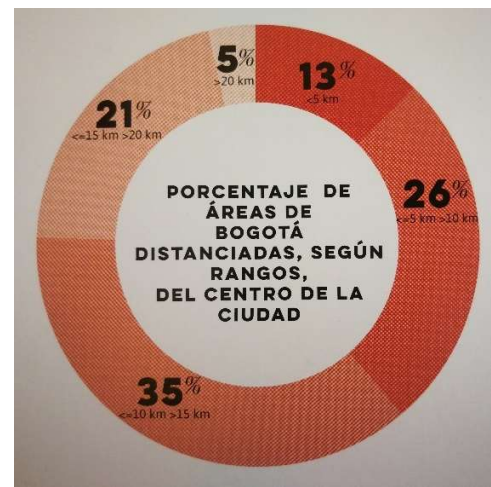 5%
>20 km
13%
<5 km
21%
<=15 km >20 km
26%
<=5 km >10 km
PORCENTAJE DE
ÁREAS DE
BOGOTÁ
DISTANCIADAS, SEGÚN
RANGOS,
DEL CENTRO DE LA
CIUDAD
35%
<=10 km >15 km